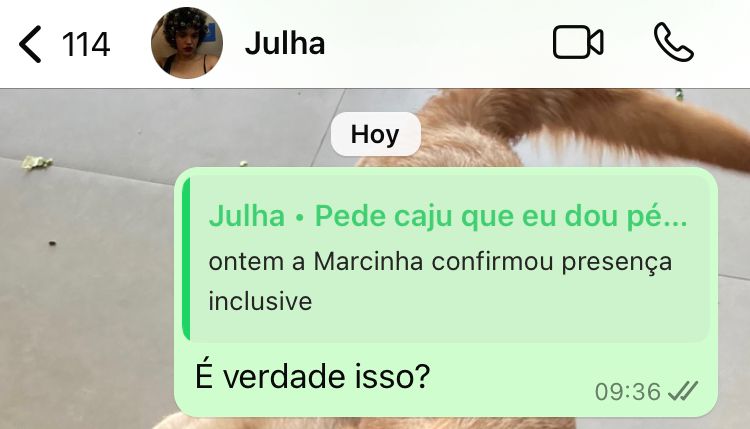 114 Julha
Hoy
Julha • Pede caju que eu dou pé...
ontem a Marcinha confirmou presença
inclusive
É verdade isso?
09:36